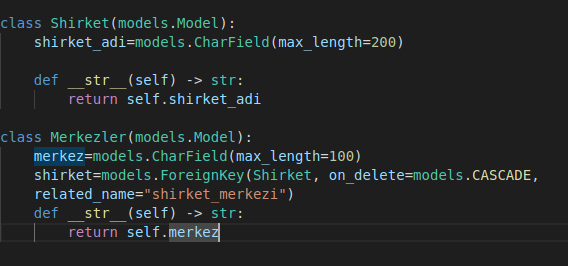 class Shirket(models.Model):
    shirket_adi=models.CharField(max_length=200)
    def __str__(self) -> str:
        return self.shirket_adi
class Merkezler(models.Model):
    merkez=models.CharField(max_length=100)
    shirket=models.ForeignKey(Shirket, on_delete=models.CASCADE,
    related_name="shirket_merkezi")
    def __str__(self) -> str:
        return self.merkez